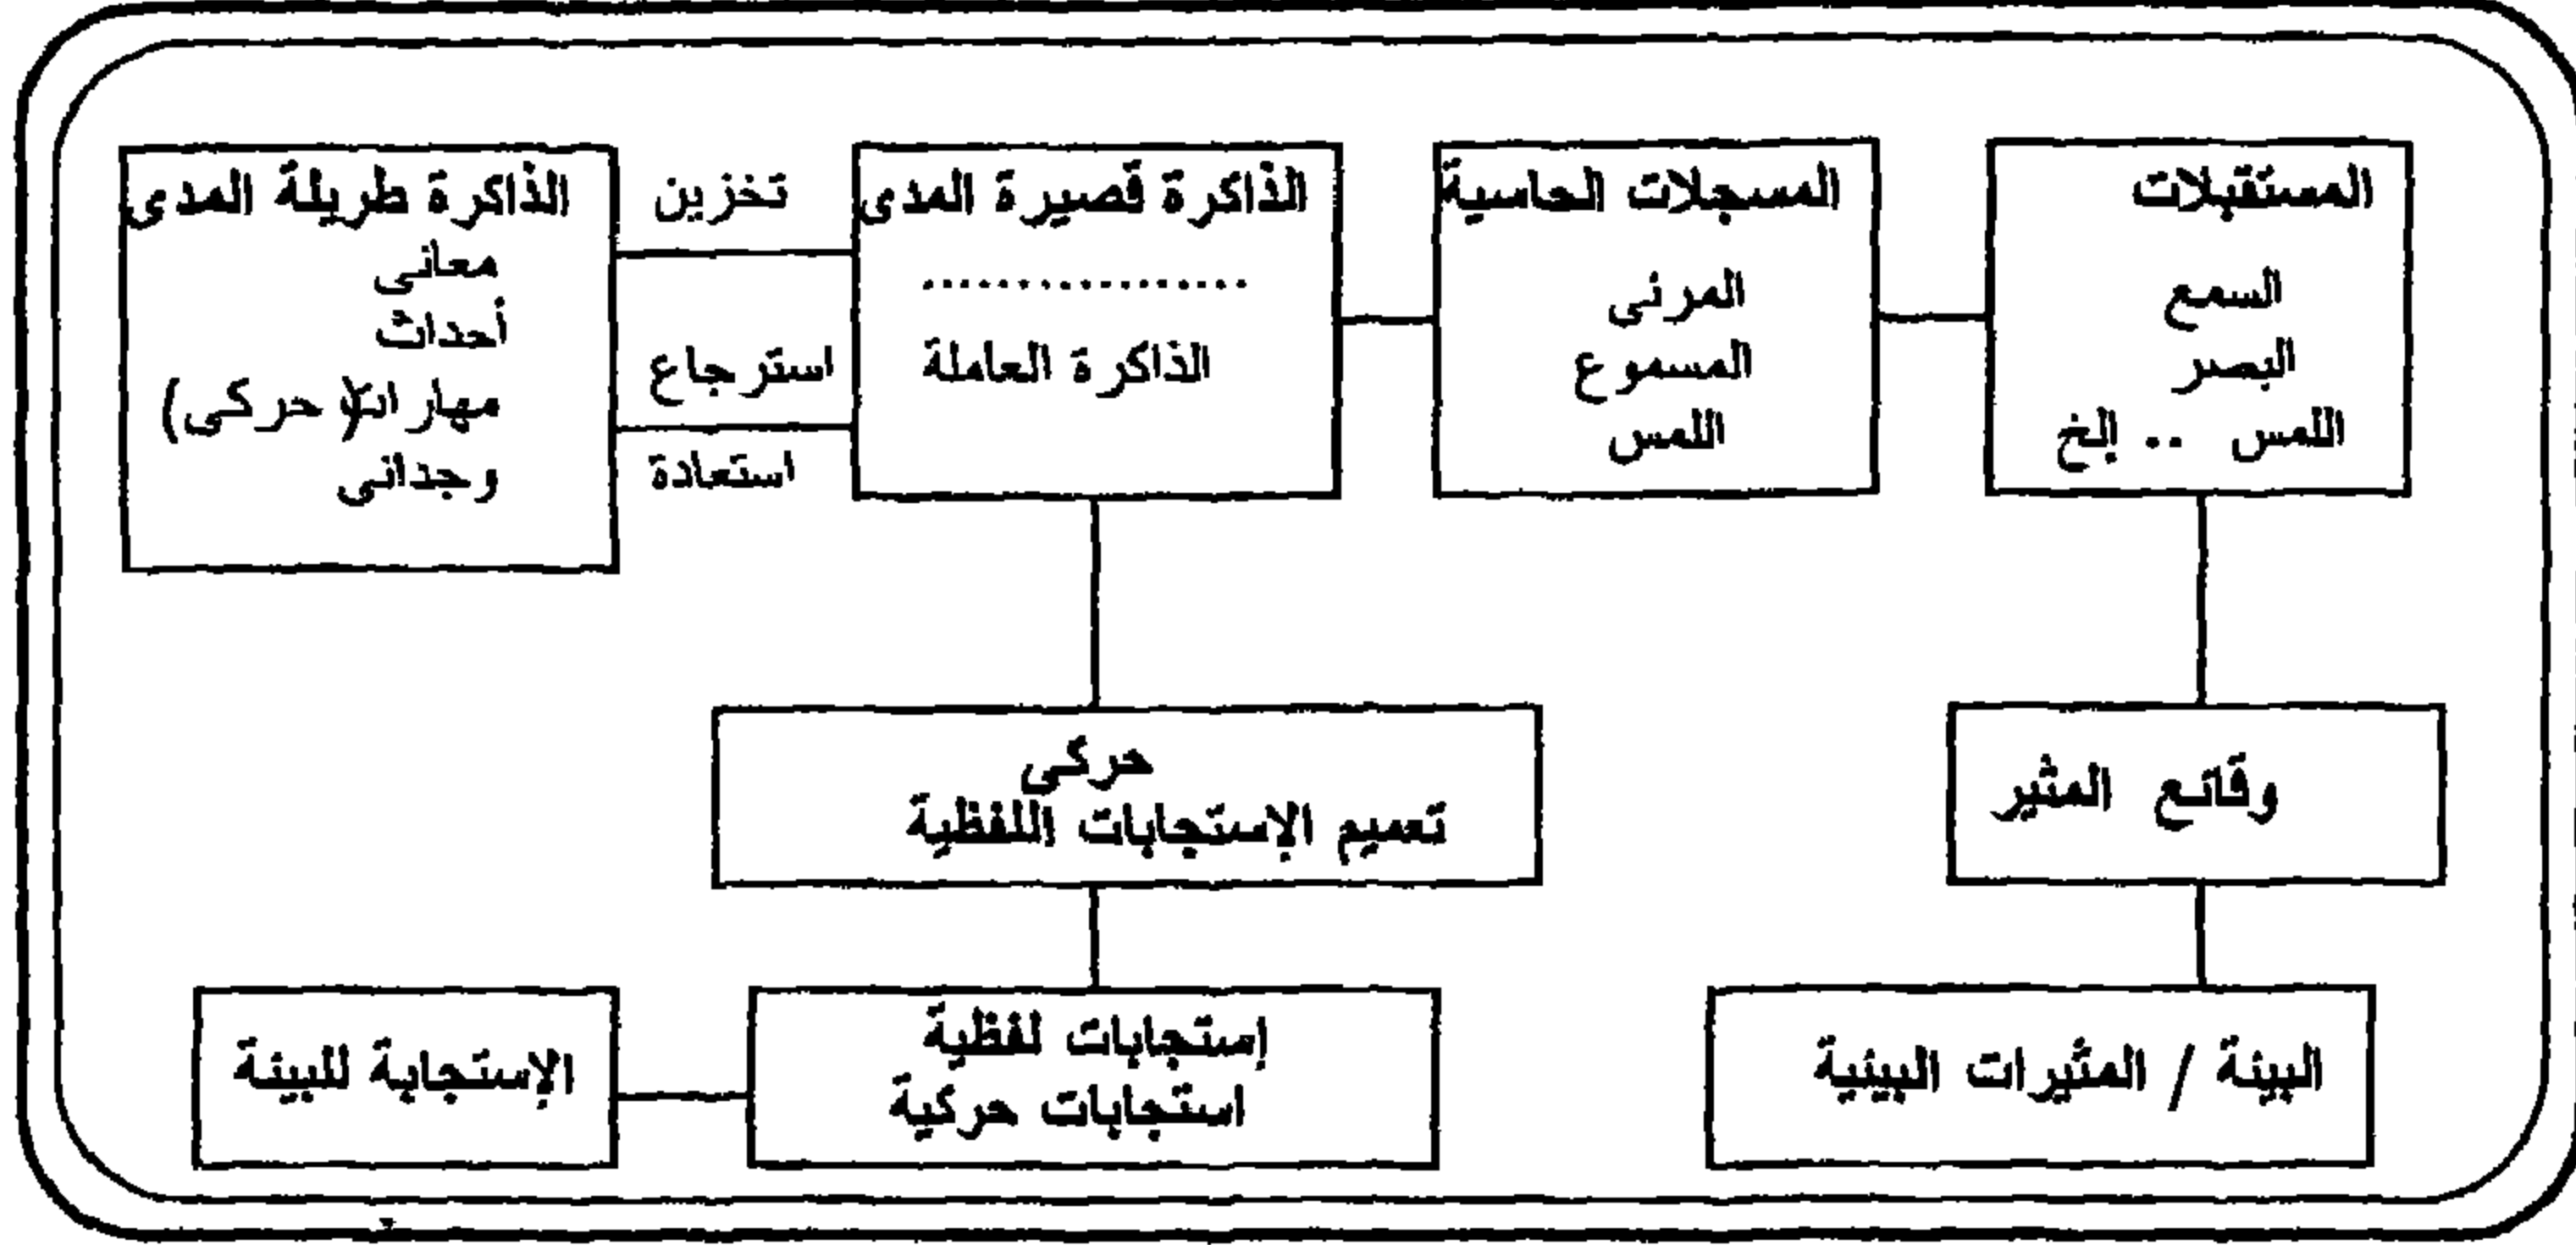 المستقبلات
السمع
البصر
اللمس .. إلخ
المسجلات الحاسية
المرئى
المسموع
اللمس
الذاكرة قصيرة المدى
.................
الذاكرة العاملة
تخزين
استرجاع
استعادة
الذاكرة طريلة المدى
معانى
أحداث
مهارات (حركى)
وجدانى
وقائع المثير
حركى
تعميم الإستجابات اللفظية
البيئة / المثيرات البيئية
إستجابات لفظية
استجابات حركية
الإستجابة للبيئة